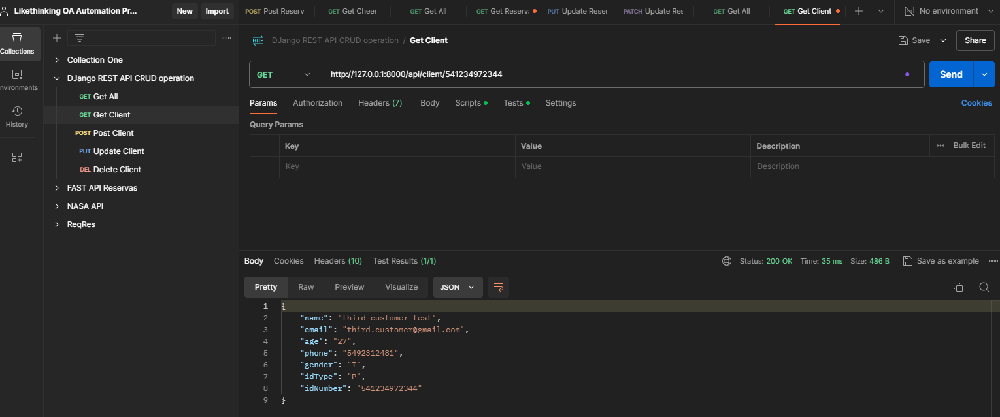 Likethinking QA Automation Pr...
New
Import
POST Post Reserv
GET Get Cheer
GET Get All
GET Get Reserv
PUT Update Reser
PATCH Update Res
GET Get All
GET Get Client
No environment
Collections
nvironments
History
Collection_One
DJango REST API CRUD operation
GET Get All
GET Get Client
POST Post Client
PUT Update Client
DEL Delete Client
FAST API Reservas
NASA API
ReqRes
HTTP DJango REST API CRUD operation / Get Client
Save
Share
GET
http://127.0.0.1:8000/api/client/541234972344
Send
Params
Authorization
Headers (7)
Body
Scripts
Tests
Settings
Cookies
Query Params
Key
Value
Description
Bulk Edit
Key
Value
Description
Body
Cookies
Headers (10)
Test Results (1/1)
Status: 200 OK
Time: 35 ms
Size: 486 B
Save as example
Pretty
Raw
Preview
Visualize
JSON
1 {
2 "name": "third customer test",
3 "email": "third.customer@gmail.com",
4 "age": "27",
5 "phone": "5492312481",
6 "gender": "I",
7 "idType": "P",
8 "idNumber": "541234972344"
9 }